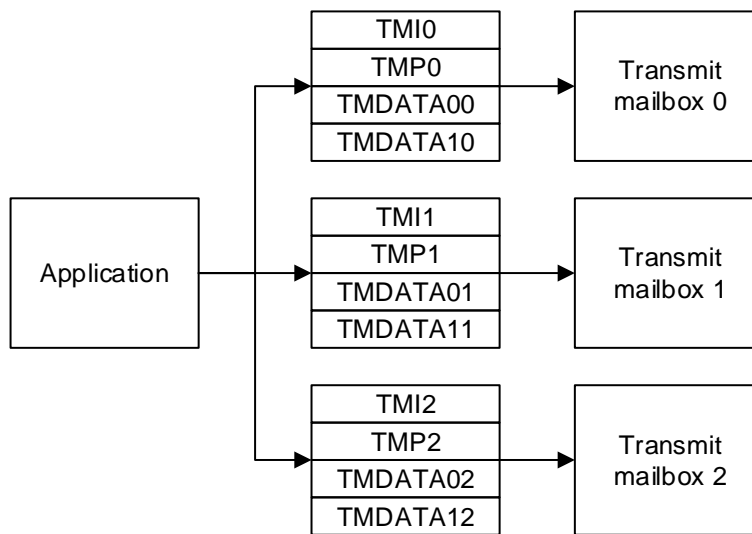 TMI0
TMP0
TMDATA00
TMDATA10
Transmit
mailbox 0
Application
TMI1
TMP1
TMDATA01
TMDATA11
Transmit
mailbox 1
TMI2
TMP2
TMDATA02
TMDATA12
Transmit
mailbox 2